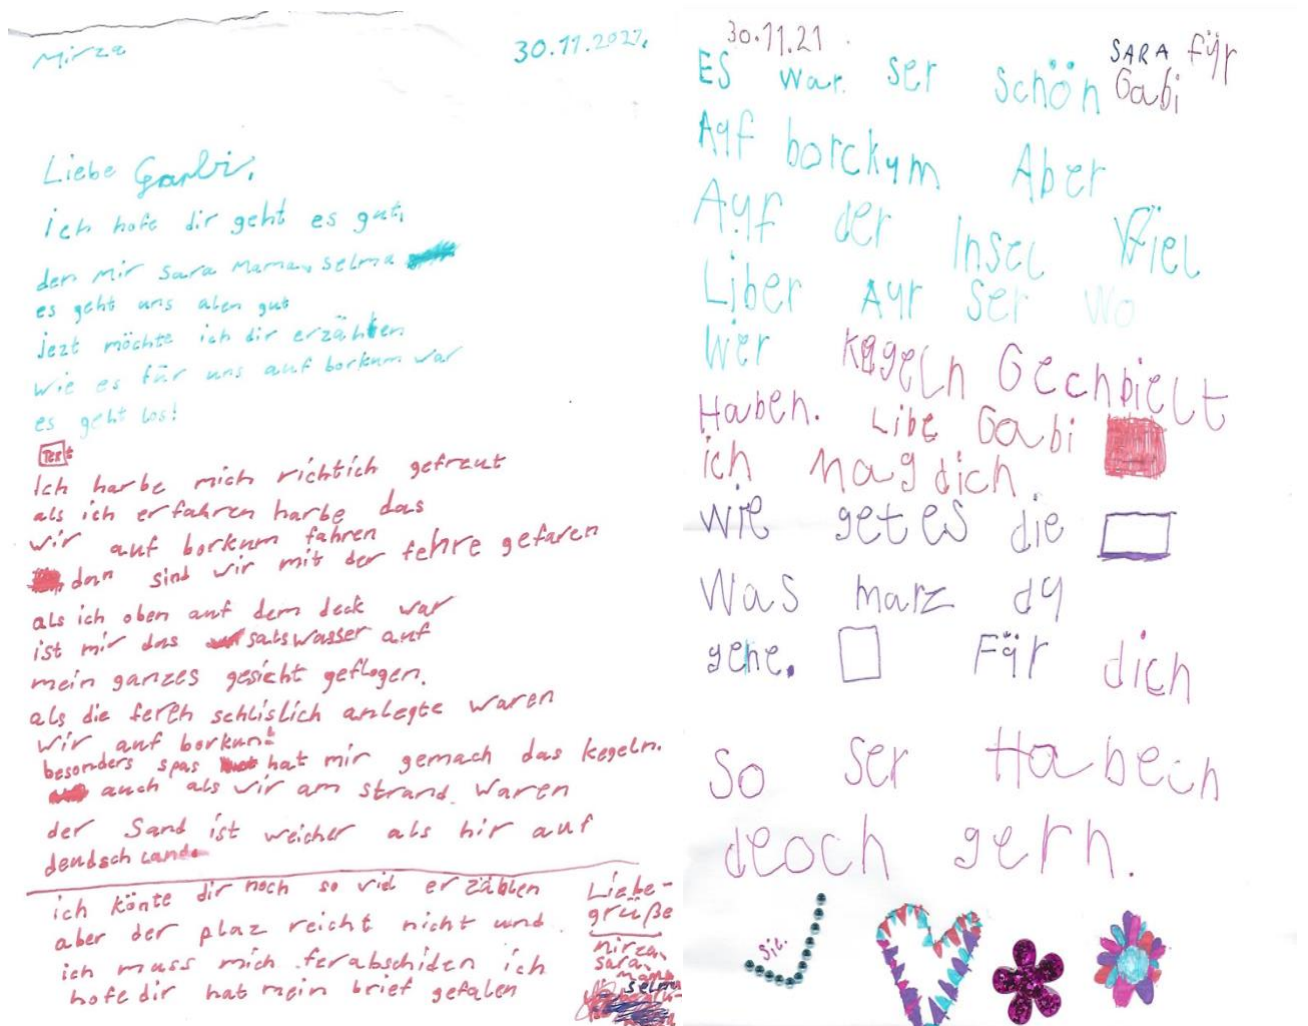 Mirza
30.11.2021.
Liebe Garbi,
ich hofe dir geht es gut,
den mir sara mama, selma
es geht uns alen gut
jezt möchte ich dir erzählen
wie es für uns auf borkum war
es geht los!
Text
Ich harbe mich richtich gefreut
als ich erfahren harbe das
wir auf borkum fahren
dan sind wir mit der fehre gefaren
als ich oben auf dem deck war
ist mir das salswasser auf
mein ganzes gesicht geflogen.
als die fereh schlislich anlegte waren
wir auf borkum!
besonders spas hat mir gemach das kegeln.
auch als wir am strand waren
der Sand ist weicher als hir auf
deudsch land.
ich könte dir noch so viel erzählen
aber der plaz reicht nicht und
ich muss mich ferabschiden ich
hofe dir hat mein brief gefalen
Liebe-
grüße
mirza,
sara,
mama
selma
30.11.21
SARA für
Gabi
ES war. ser schön
Auf borckum Aber
Auf der Insel Viel
Liber Aur ser wo
wer kegeln Gechbielt
Haben. Libe Gabi
ich mag dich
wie getes die
Was marz du
gene. Für dich
So ser Habech
deoch gern.
Sic.